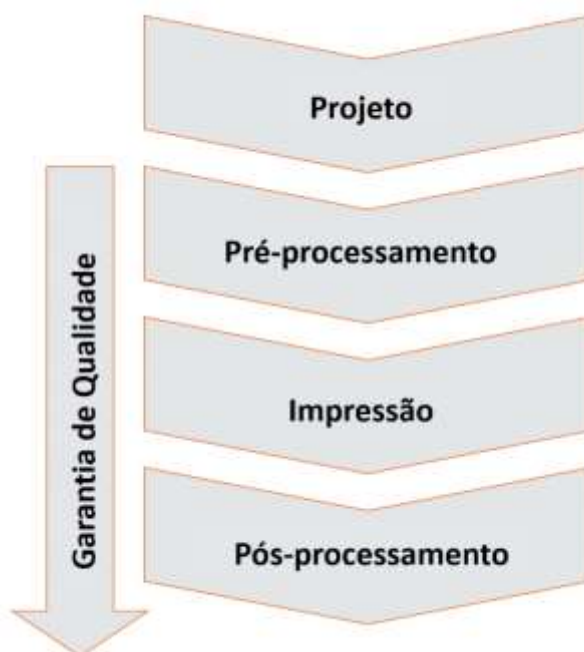 Projeto
Pré-processamento
Impressão
Pós-processamento
Garantia de Qualidade